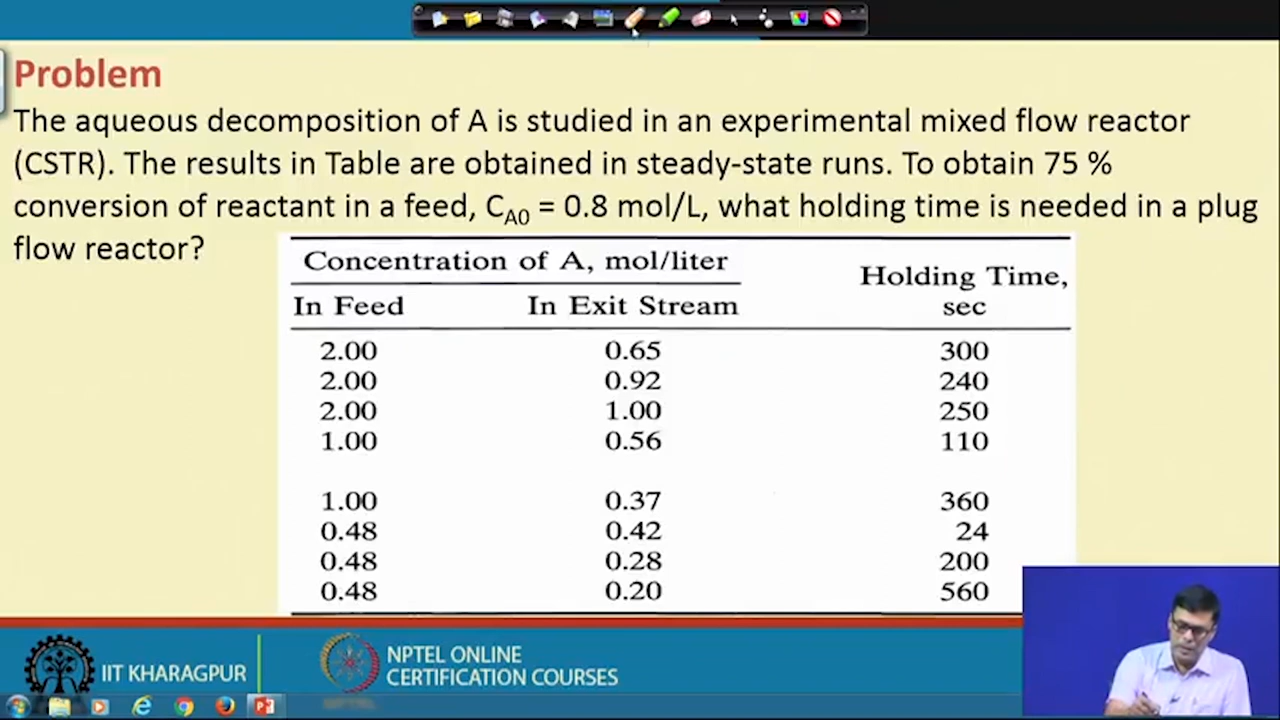 Problem
The aqueous decomposition of A is studied in an experimental mixed flow reactor
(CSTR). The results in Table are obtained in steady-state runs. To obtain 75 %
conversion of reactant in a feed, CA0 = 0.8 mol/L, what holding time is needed in a plug
flow reactor?
Concentration of A, mol/liter
Holding Time,
sec
In Feed In Exit Stream
2.00 0.65 300
2.00 0.92 240
2.00 1.00 250
1.00 0.56 110
1.00 0.37 360
0.48 0.42 24
0.48 0.28 200
0.48 0.20 560
IIT KHARAGPUR
NPTEL ONLINE
CERTIFICATION COURSES